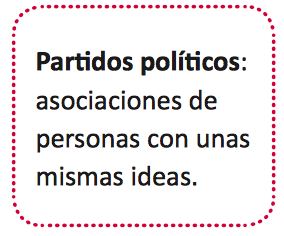 Partidos políticos:
asociaciones de
personas con unas
mismas ideas.